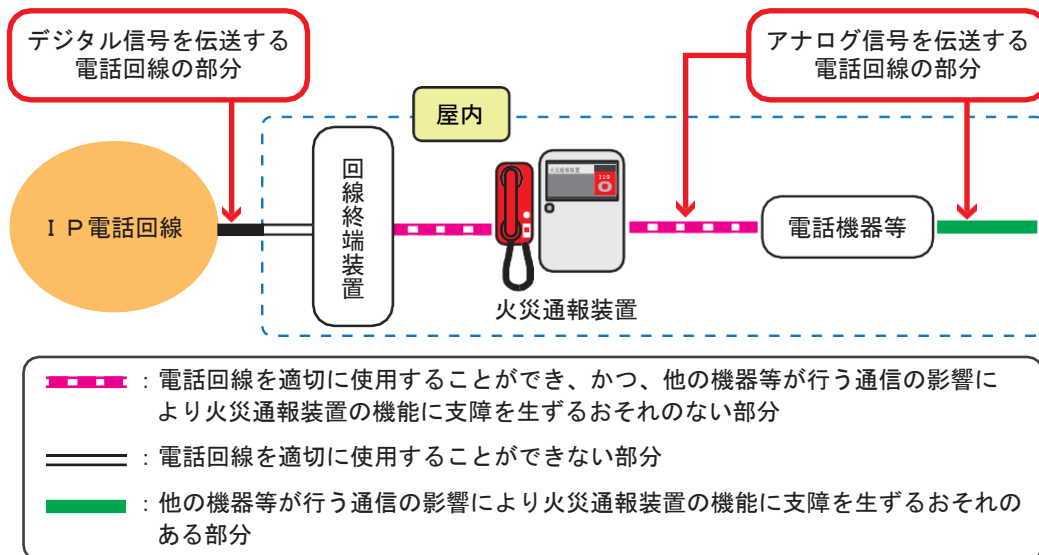 デジタル信号を伝送する
電話回線の部分
アナログ信号を伝送する
電話回線の部分
屋内
ＩＰ電話回線
回線終端装置
火災通報装置
119
電話機器等
火災通報装置
：電話回線を適切に使用することができ、かつ、他の機器等が行う通信の影響に
より火災通報装置の機能に支障を生ずるおそれのない部分
：電話回線を適切に使用することができない部分
：他の機器等が行う通信の影響により火災通報装置の機能に支障を生ずるおそれの
ある部分